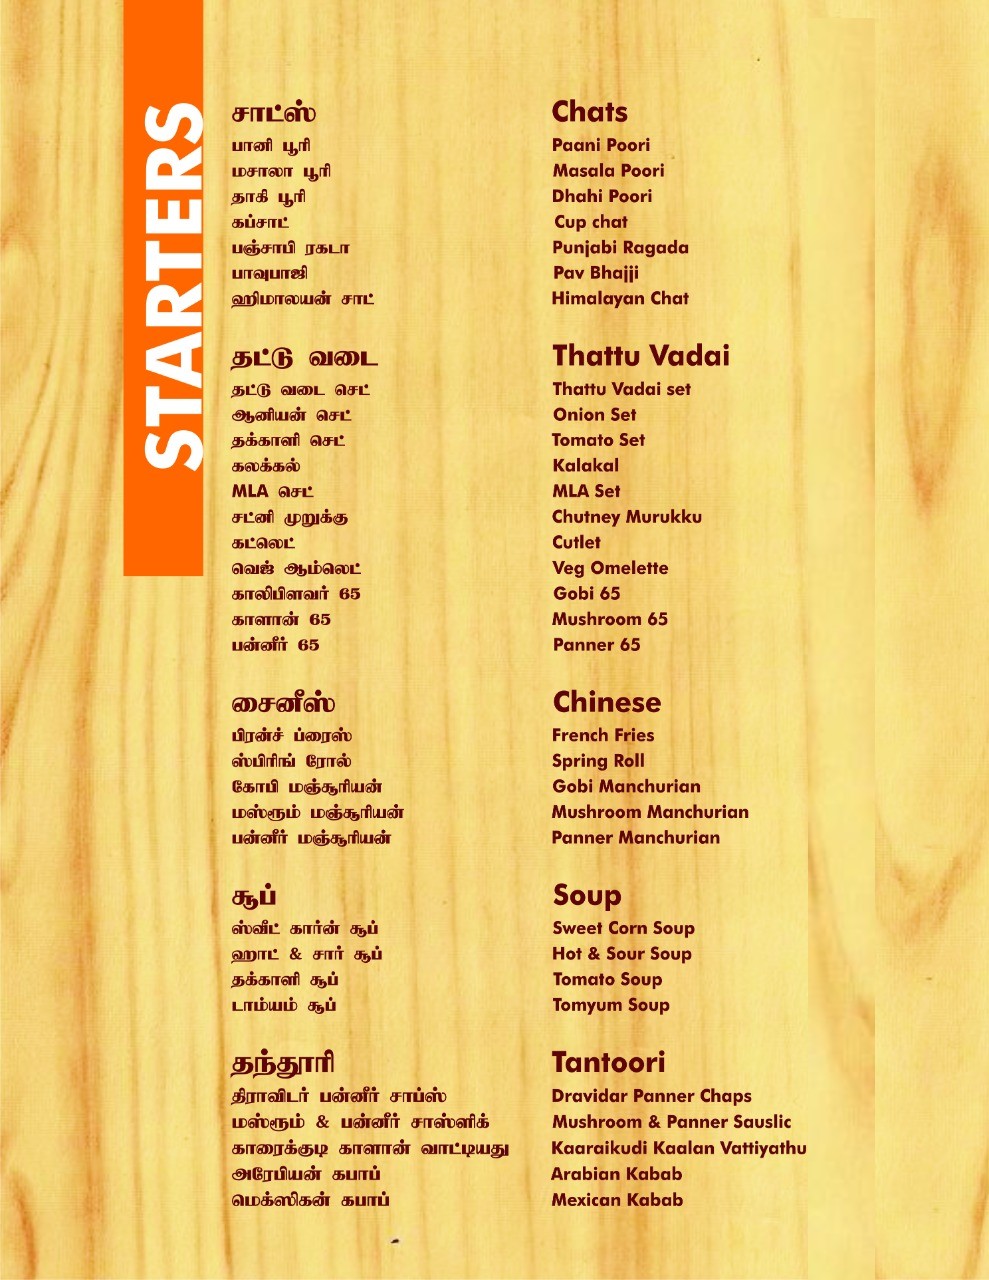 STARTERS
சாட்ஸ் Chats
பானி பூரி Paani Poori
மசாலா பூரி Masala Poori
தாகி பூரி Dhahi Poori
கப்சாட் Cup chat
பஞ்சாபி ரகடா Punjabi Ragada
பாவுபாஜி Pav Bhajji
ஹிமாலயன் சாட் Himalayan Chat
தட்டு வடை Thattu Vadai
தட்டு வடை செட் Thattu Vadai set
ஆனியன் செட் Onion Set
தக்காளி செட் Tomato Set
கலக்கல் Kalakal
MLA செட் MLA Set
சட்னி முறுக்கு Chutney Murukku
கட்லெட் Cutlet
வெஜ் ஆம்லெட் Veg Omelette
காலிபிளவர் 65 Gobi 65
காளான் 65 Mushroom 65
பன்னீர் 65 Panner 65
சைனீஸ் Chinese
பிரன்ச் ப்ரைஸ் French Fries
ஸ்பிரிங் ரோல் Spring Roll
கோபி மஞ்சூரியன் Gobi Manchurian
மஸ்ரூம் மஞ்சூரியன் Mushroom Manchurian
பன்னீர் மஞ்சூரியன் Panner Manchurian
சூப் Soup
ஸ்வீட் கார்ன் சூப் Sweet Corn Soup
ஹாட் & சார் சூப் Hot & Sour Soup
தக்காளி சூப் Tomato Soup
டாம்யம் சூப் Tomyum Soup
தந்தூரி Tantoori
திராவிடர் பன்னீர் சாப்ஸ் Dravidar Panner Chaps
மஸ்ரூம் & பன்னீர் சாஸ்ளிக் Mushroom & Panner Sauslic
காரைக்குடி காளான் வாட்டியது Kaaraikudi Kaalan Vattiyathu
அரேபியன் கபாப் Arabian Kabab
மெக்ஸிகன் கபாப் Mexican Kabab